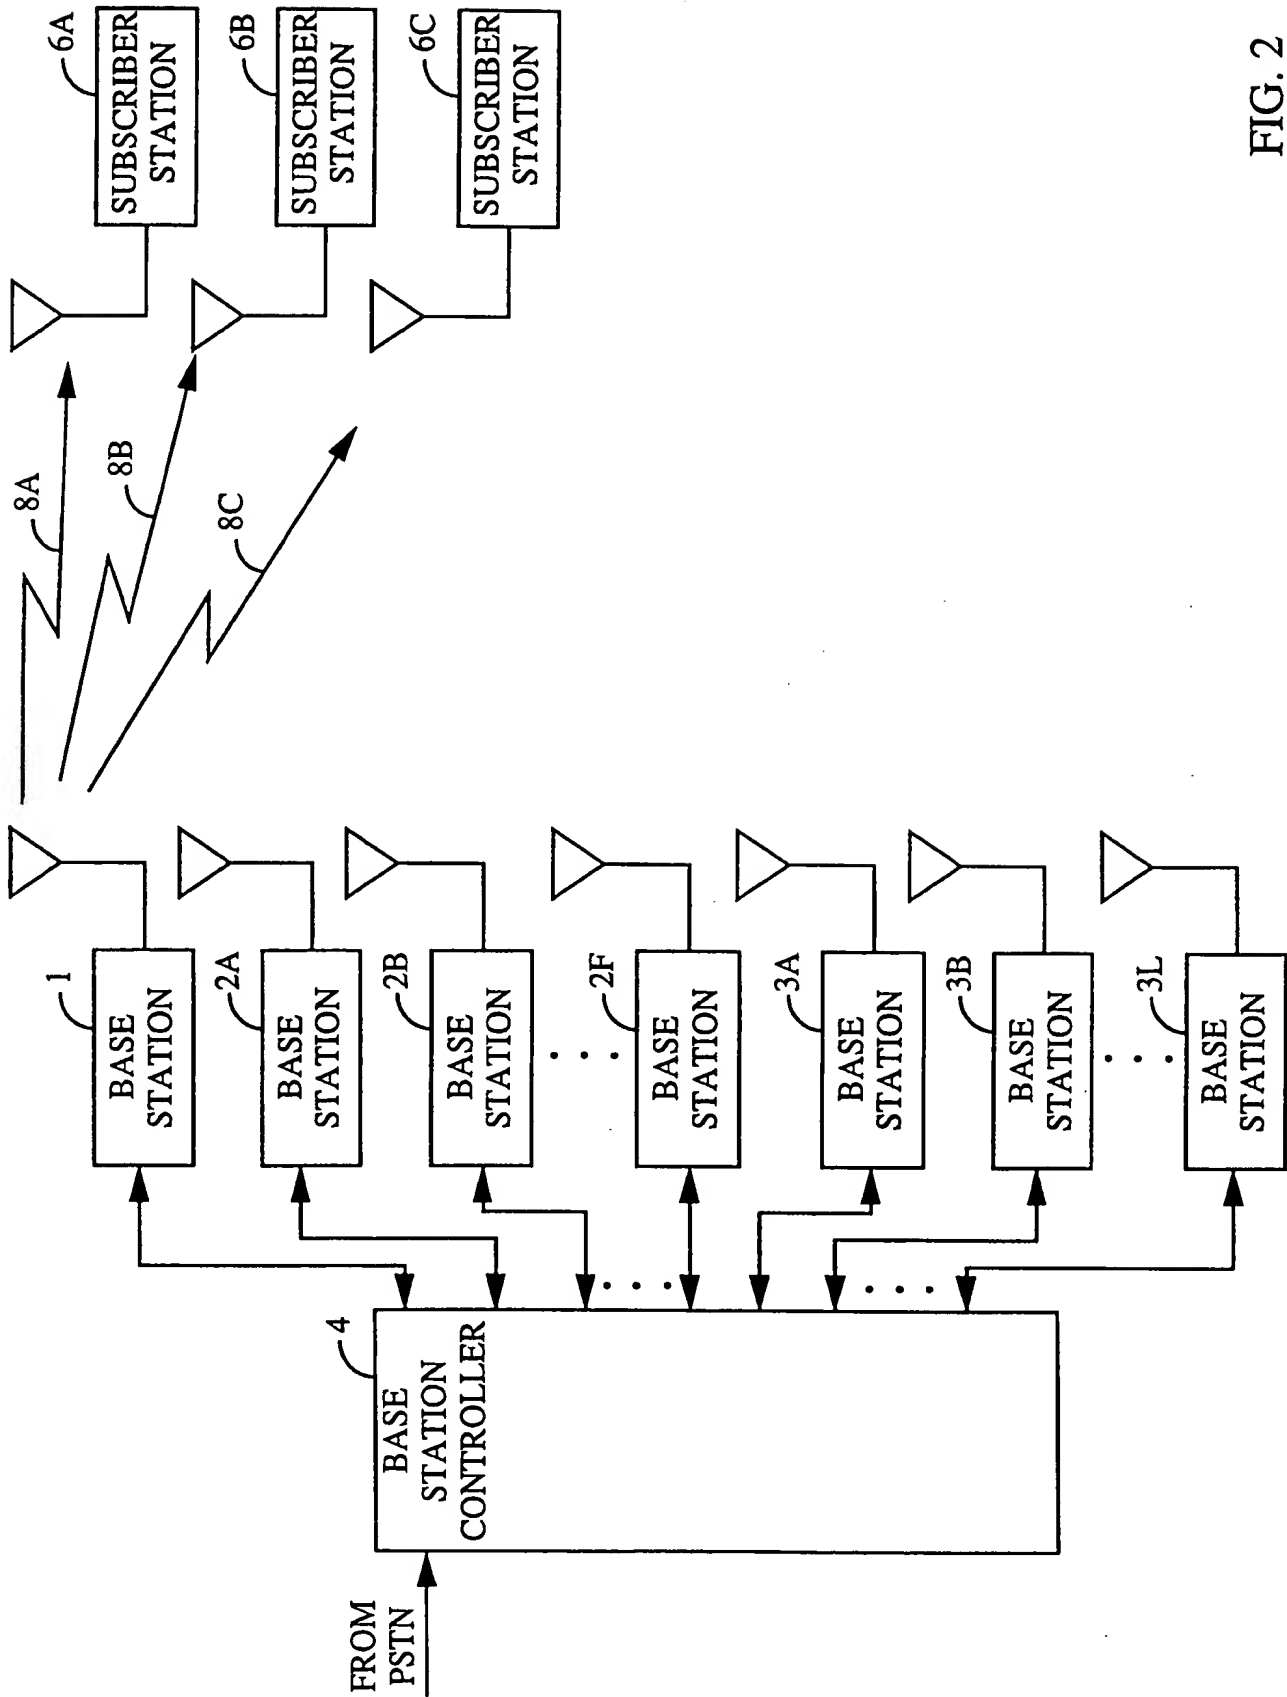 FROM
PSTN
4
BASE
STATION
CONTROLLER
1
BASE
STATION
2A
BASE
STATION
2B
BASE
STATION
2F
BASE
STATION
3A
BASE
STATION
3B
BASE
STATION
3L
BASE
STATION
8A
8B
8C
6A
SUBSCRIBER
STATION
6B
SUBSCRIBER
STATION
6C
SUBSCRIBER
STATION
FIG. 2